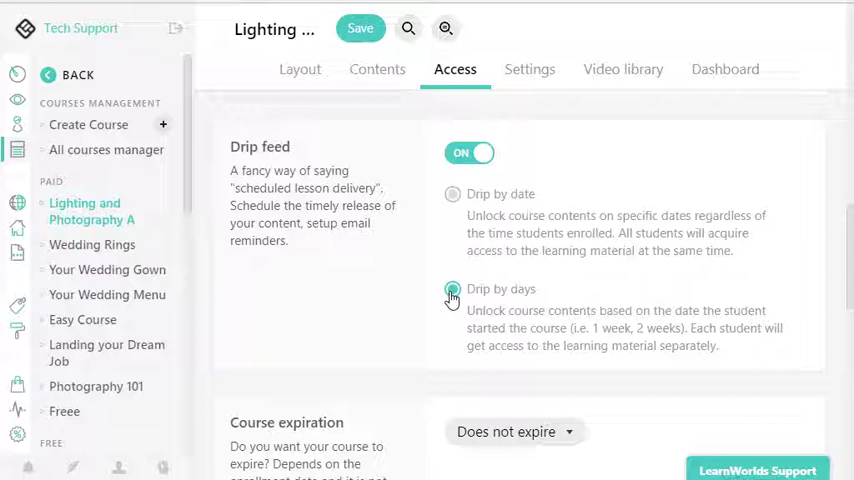 Tech Support
BACK
COURSES MANAGEMENT
Create Course +
All courses manager
PAID
Lighting and
Photography A
Wedding Rings
Your Wedding Gown
Your Wedding Menu
Easy Course
Landing your Dream
Job
Photography 101
Freee
FREE
Lighting ...
Save
Layout
Contents
Access
Settings
Video library
Dashboard
Drip feed
A fancy way of saying
"scheduled lesson delivery".
Schedule the timely release
of your content, setup email
reminders.
ON
Drip by date
Unlock course contents on specific dates regardless of
the time students enrolled. All students will acquire
access to the learning material at the same time.
Drip by days
Unlock course contents based on the date the student
started the course (i.e. 1 week, 2 weeks). Each student will
get access to the learning material separately.
Course expiration
Do you want your course to
expire? Depends on the
enrollment date and it is not
Does not expire
LearnWorlds Support